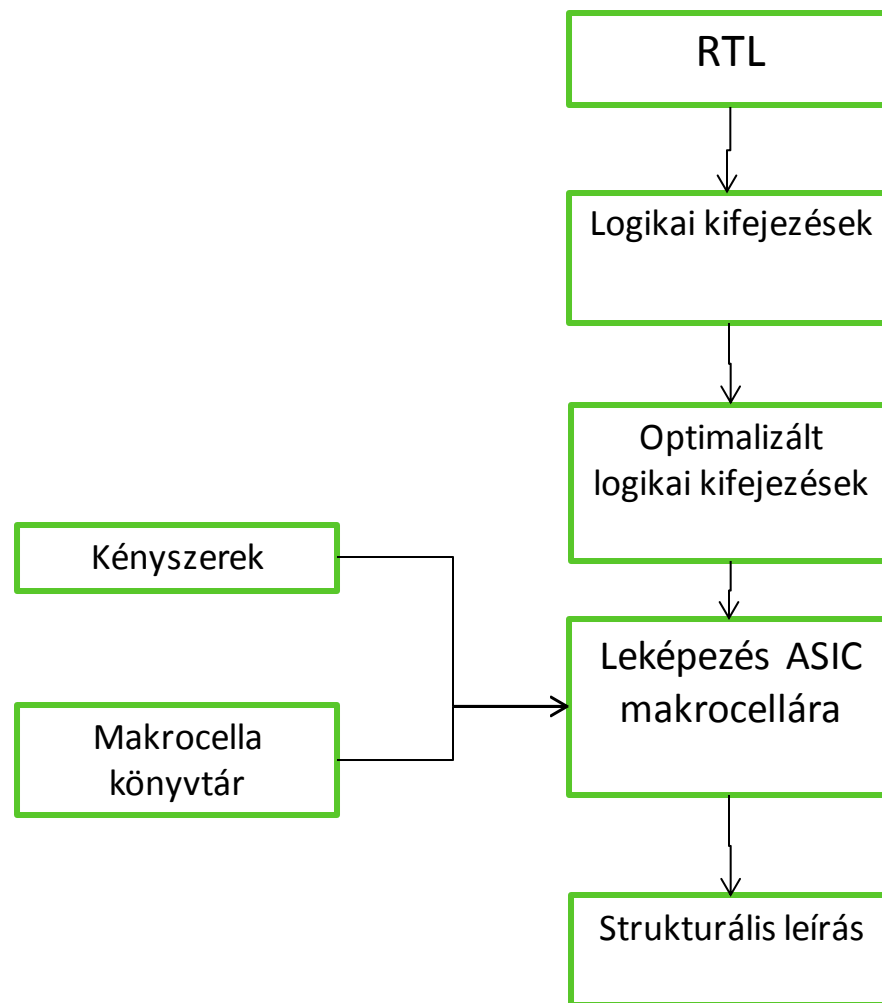 RTL
Logikai kifejezések
Optimalizált
logikai kifejezések
Kényszerek
Leképezés ASIC
makrocellára
Makrocella
könyvtár
Strukturális leírás